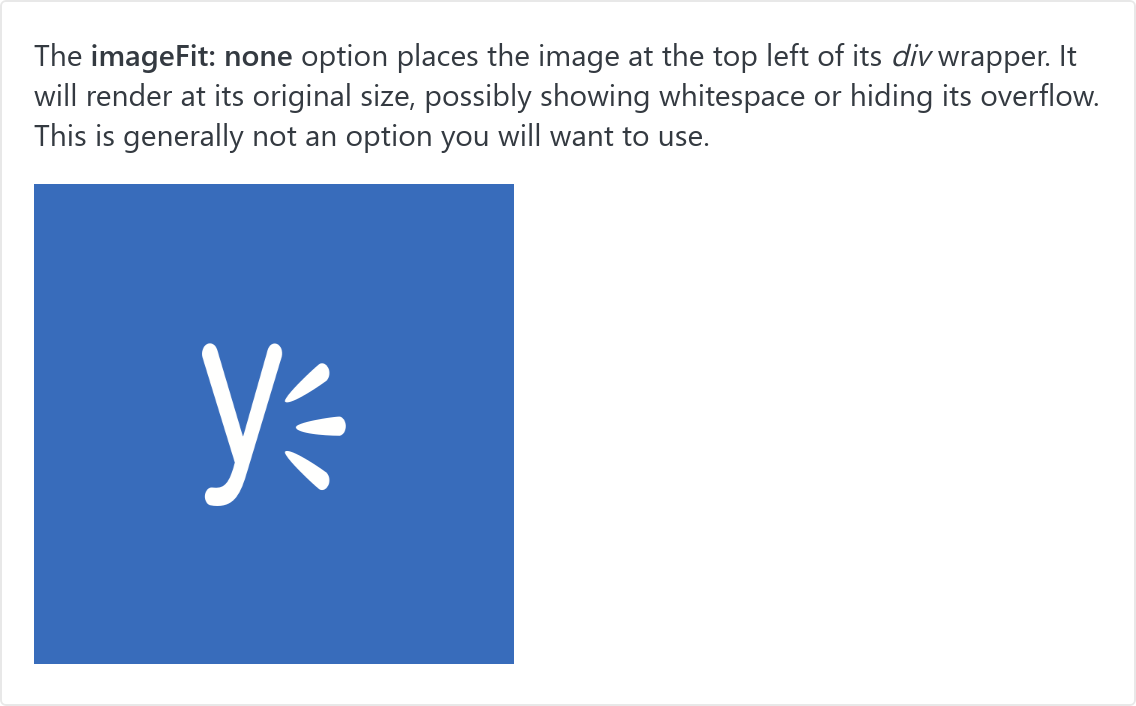 The imageFit: none option places the image at the top left of its div wrapper. It
will render at its original size, possibly showing whitespace or hiding its overflow.
This is generally not an option you will want to use.
y